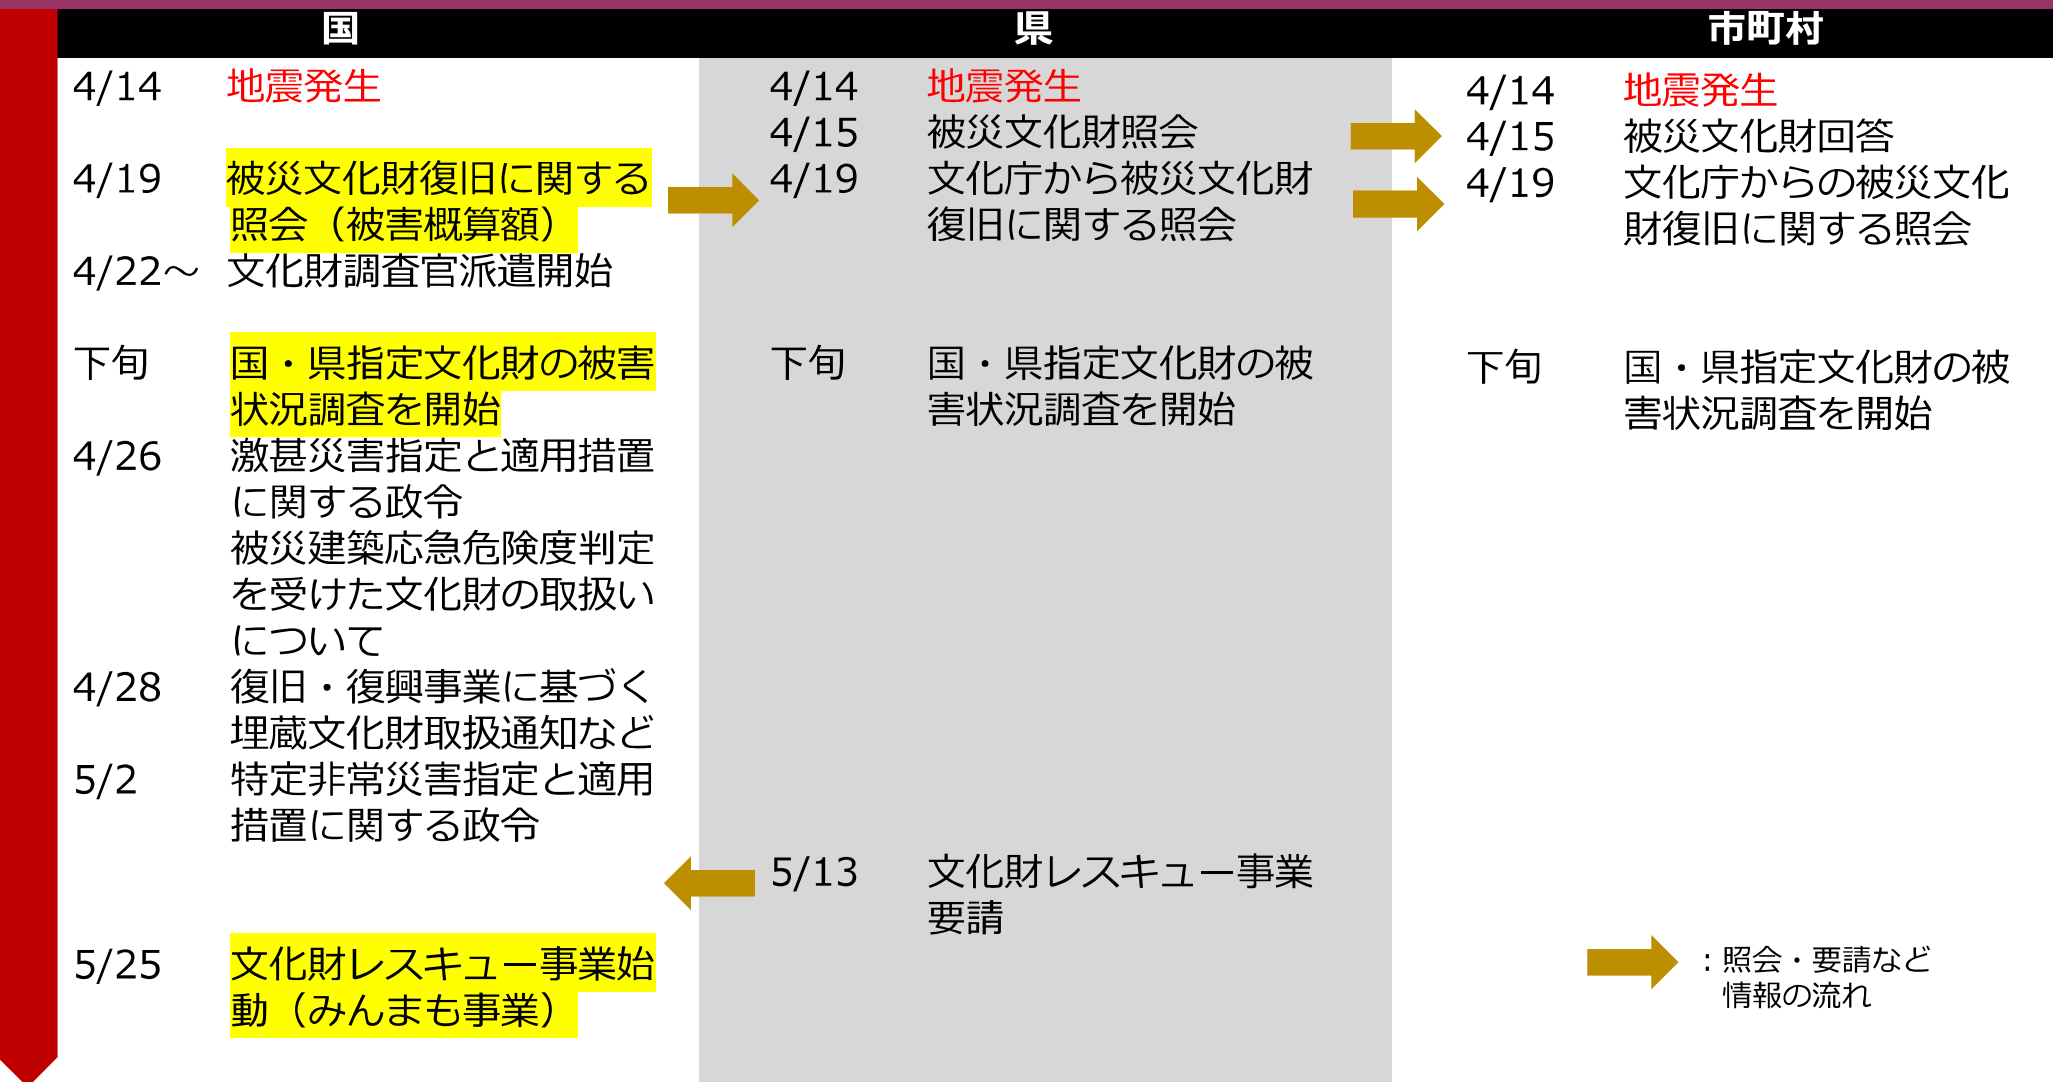 国
4/14 地震発生
4/19 被災文化財復旧に関する
照会（被害概算額）
4/22～ 文化財調査官派遣開始
下旬 国・県指定文化財の被害
状況調査を開始
4/26 激甚災害指定と適用措置
に関する政令
被災建築応急危険度判定
を受けた文化財の取扱い
について
4/28 復旧・復興事業に基づく
埋蔵文化財取扱通知など
5/2 特定非常災害指定と適用
措置に関する政令
5/25 文化財レスキュー事業始
動（みんまも事業）
県
4/14 地震発生
4/15 被災文化財照会
4/19 文化庁から被災文化財
復旧に関する照会
下旬 国・県指定文化財の被
害状況調査を開始
5/13 文化財レスキュー事業
要請
市町村
4/14 地震発生
4/15 被災文化財回答
4/19 文化庁からの被災文化
財復旧に関する照会
下旬 国・県指定文化財の被
害状況調査を開始
：照会・要請など
情報の流れ